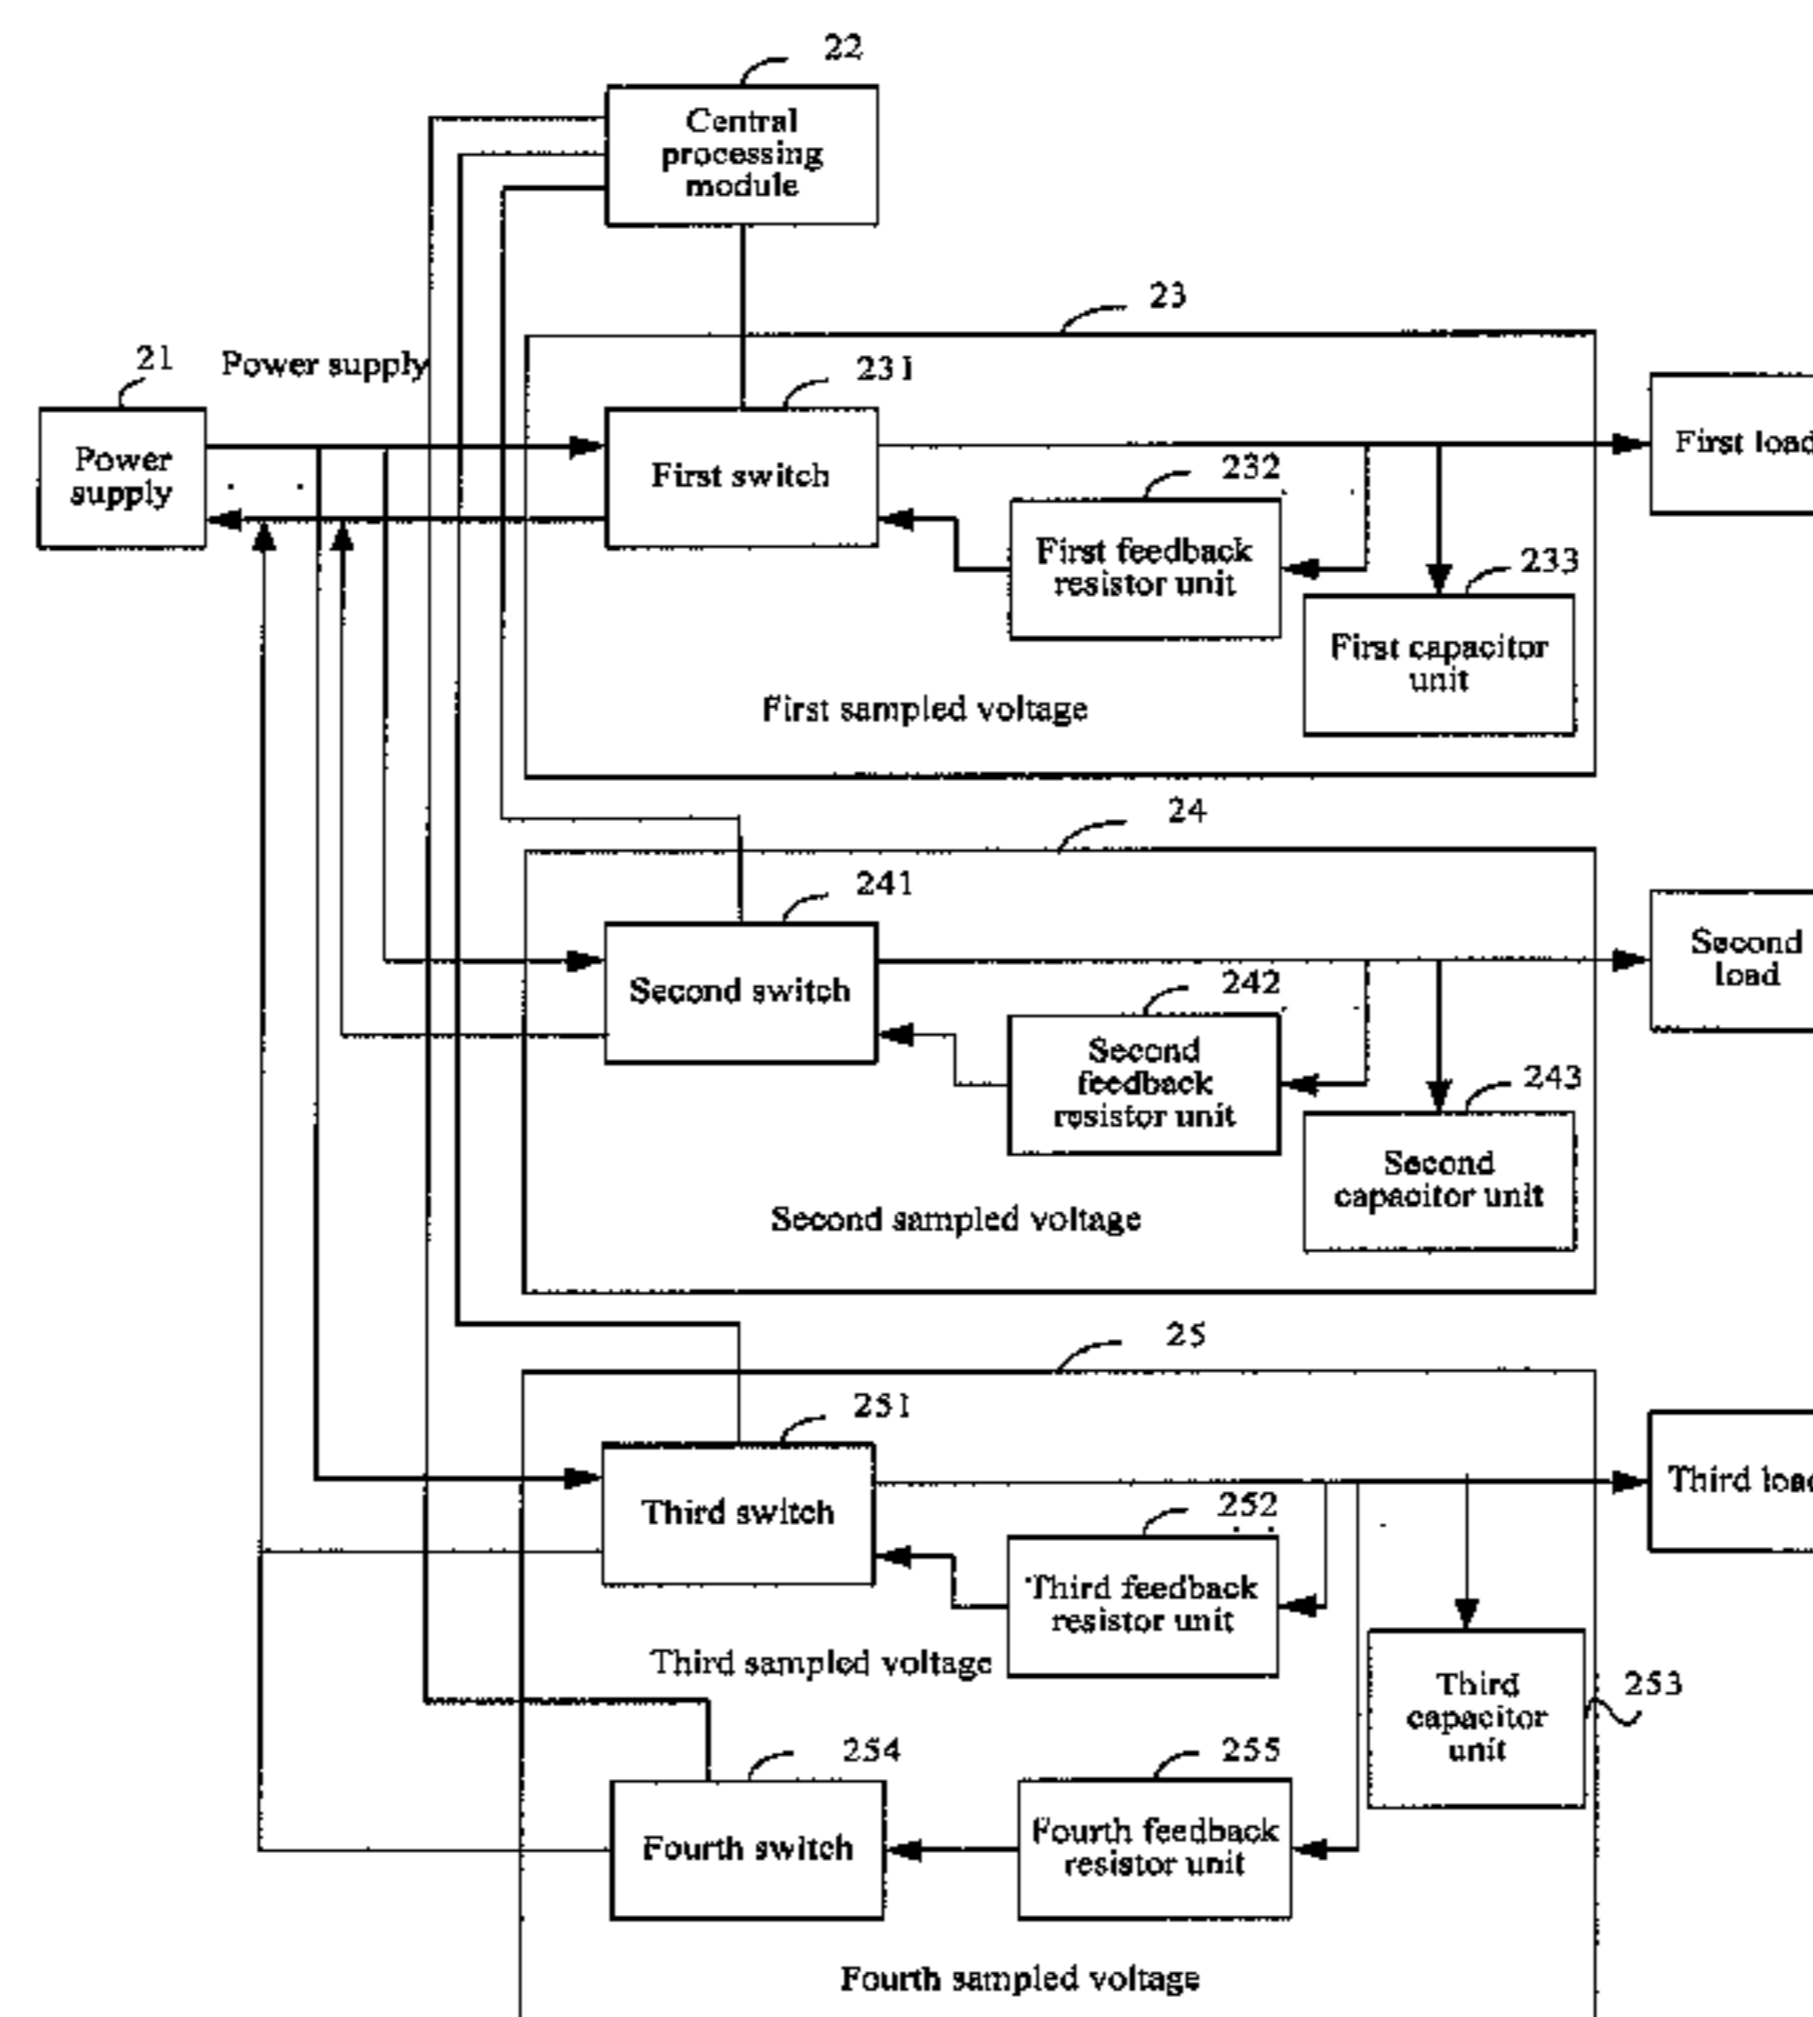 22
Central
processing
module
23
21
Power supply
231
Power
supply
First switch
232
First feedback
resistor unit
233
First capacitor
unit
First load
First sampled voltage
24
241
Second switch
242
Second
feedback
resistor unit
243
Second
capacitor unit
Second
load
Second sampled voltage
25
251
Third switch
252
Third feedback
resistor unit
Third load
Third sampled voltage
Third
capacitor
unit
253
254
255
Fourth switch
Fourth feedback
resistor unit
Fourth sampled voltage